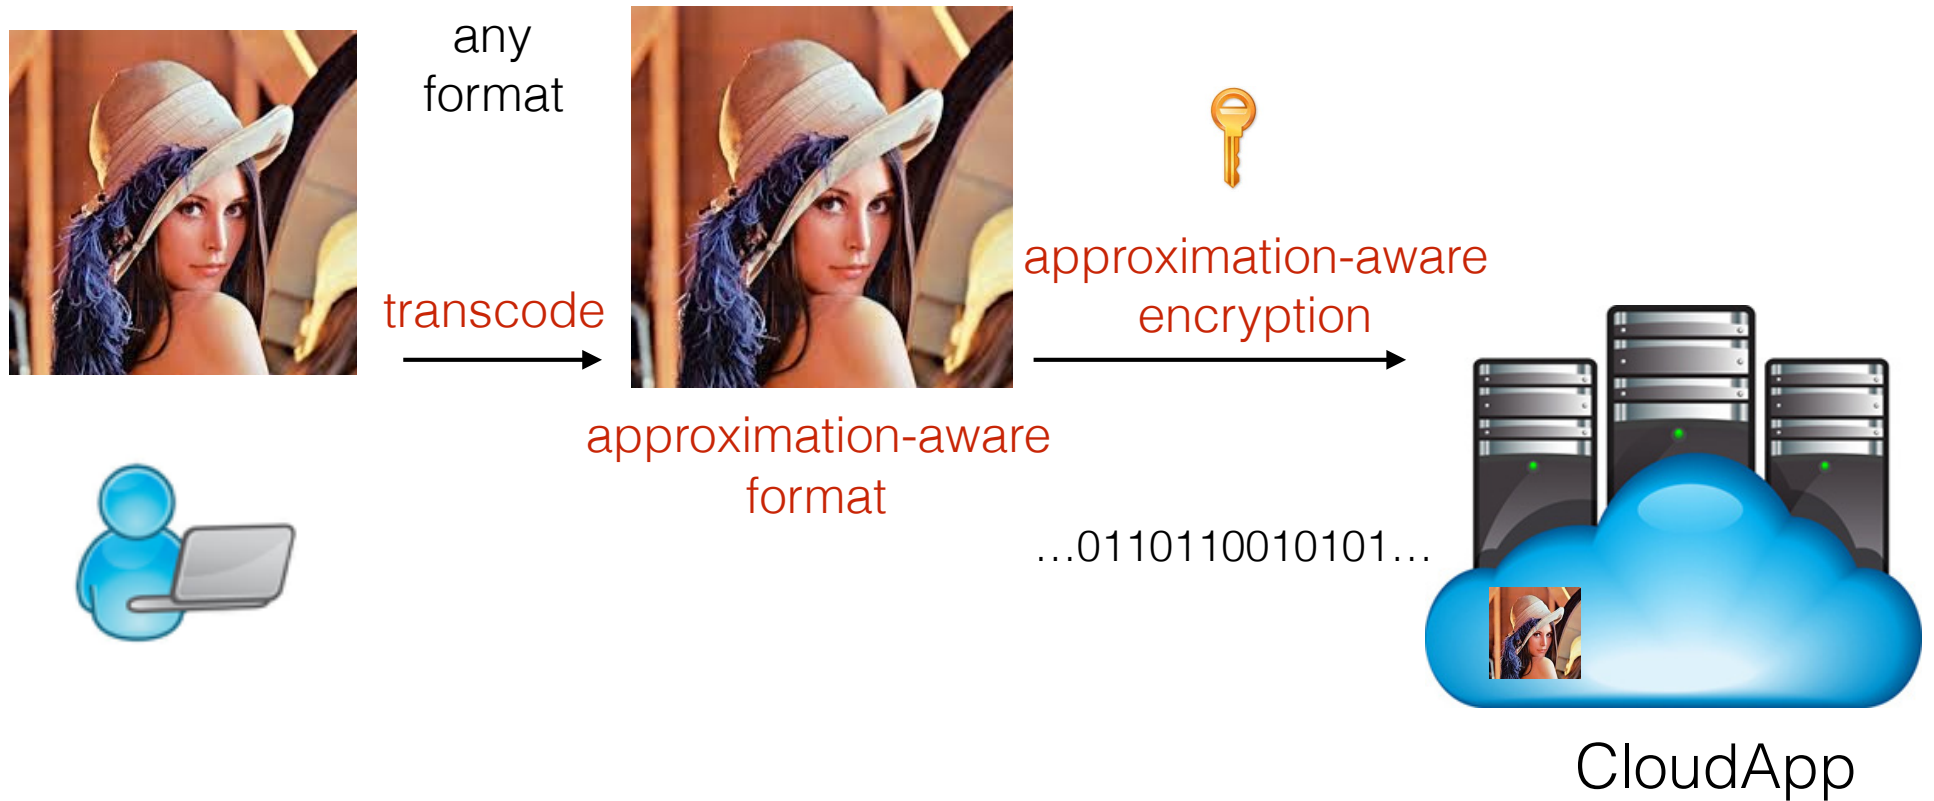 any
format
transcode
approximation-aware
format
approximation-aware
encryption
...0110110010101...
CloudApp